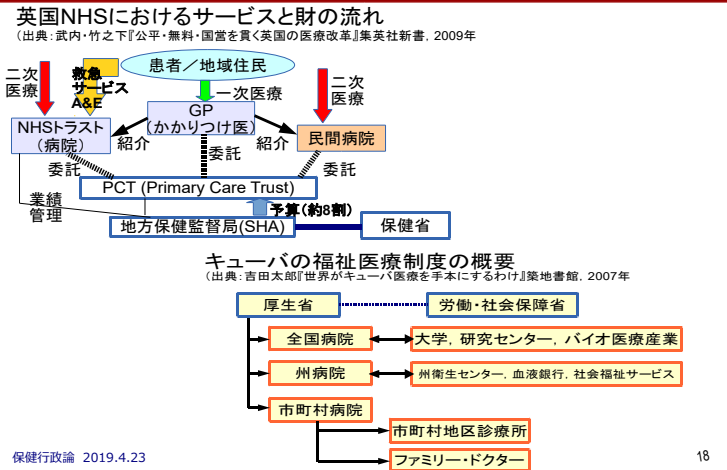 英国NHSにおけるサービスと財の流れ
（出典：武内・竹之下『公平・無料・国営を貫く英国の医療改革』集英社新書，2009年
患者／地域住民
二次
医療
救急
サービス
A&E
一次医療
二次
医療
GP
(かかりつけ医)
NHSトラスト
（病院）
紹介
紹介
民間病院
委託
委託
委託
PCT (Primary Care Trust)
業績
管理
予算（約8割）
地方保健監督局(SHA)
保健省
キューバの福祉医療制度の概要
（出典：吉田太郎『世界がキューバ医療を手本にするわけ』築地書館，2007年
厚生省
労働・社会保障省
全国病院
大学，研究センター，バイオ医療産業
州病院
州衛生センター，血液銀行，社会福祉サービス
市町村病院
市町村地区診療所
ファミリー・ドクター
保健行政論 2019.4.23
18